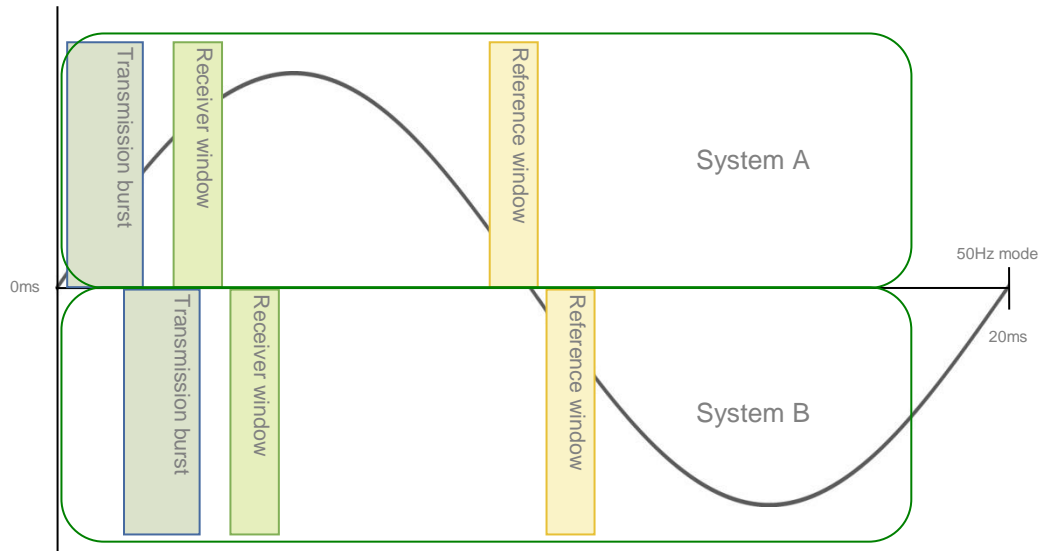 Transmission burst
Receiver window
Reference window
System A
50Hz mode
0ms
20ms
Transmission burst
Receiver window
Reference window
System B